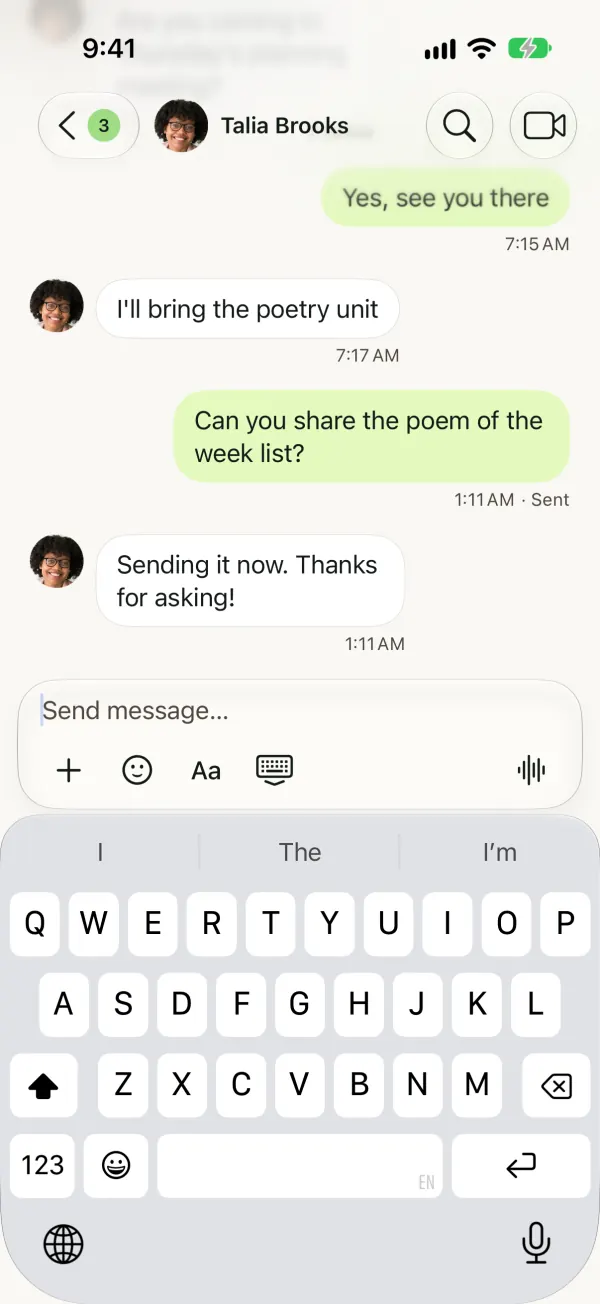 9:41
3
Talia Brooks
Yes, see you there
7:15 AM
I'll bring the poetry unit
7:17 AM
Can you share the poem of the
week list?
1:11 AM · Sent
Sending it now. Thanks
for asking!
1:11 AM
Send message...
Aa
I The I'm
Q W E R T Y U I O P
A S D F G H J K L
Z X C V B N M
123 EN